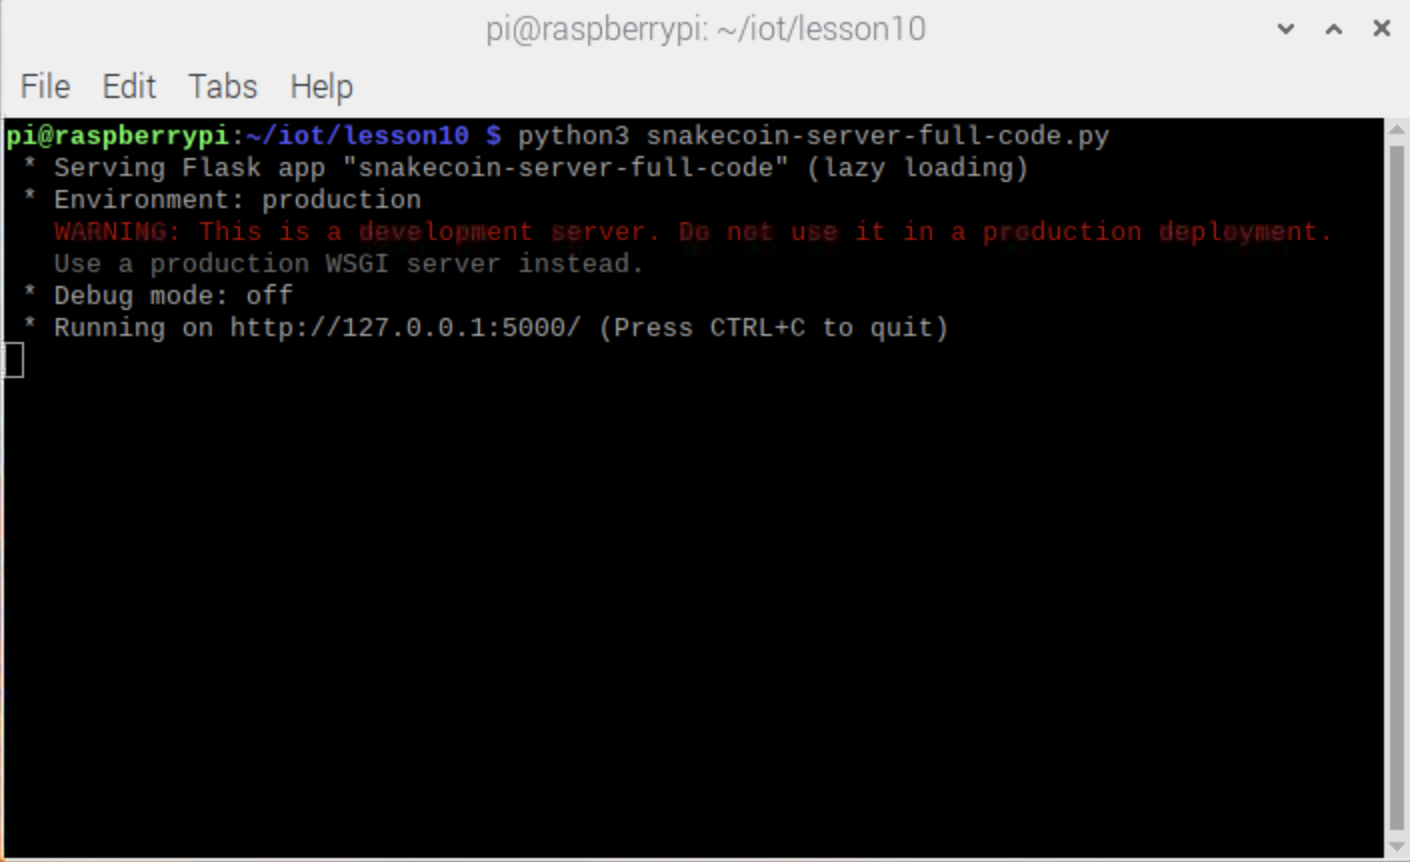 pi@raspberrypi: ~/iot/lesson10
File Edit Tabs Help
pi@raspberrypi:~/iot/lesson10 $ python3 snakecoin-server-full-code.py
* Serving Flask app "snakecoin-server-full-code" (lazy loading)
* Environment: production
WARNING: This is a development server. Do not use it in a production deployment.
Use a production WSGI server instead.
* Debug mode: off
* Running on http://127.0.0.1:5000/ (Press CTRL+C to quit)